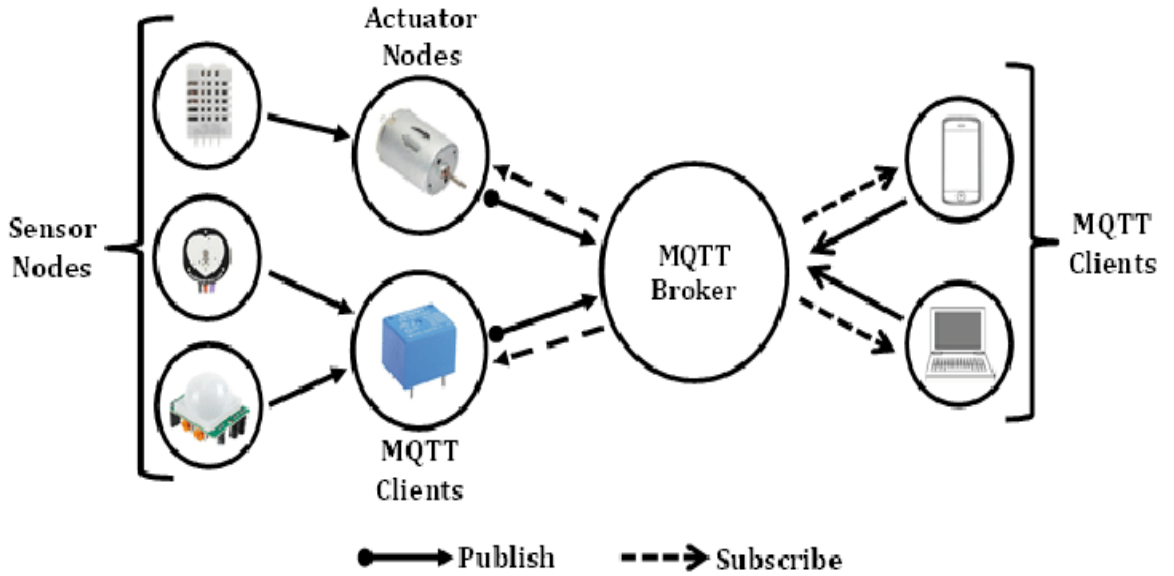 Actuator
Nodes
Sensor
Nodes
MQTT
Broker
MQTT
Clients
MQTT
Clients
Publish
Subscribe